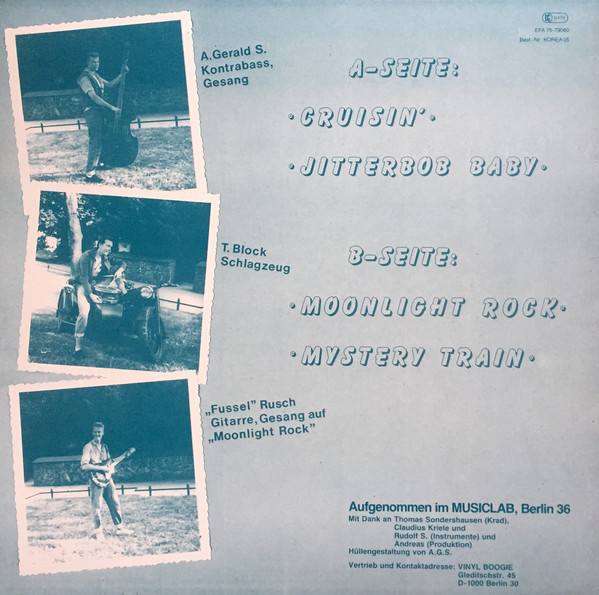 EFA 15-79060
Best.-Nr. KOREA 05
A.Gerald S.
Kontrabass,
Gesang
A-SEITE:
•CRUISIN'•
•JITTERBOB BABY•
T. Block
Schlagzeug
B-SEITE:
•MOONLIGHT ROCK•
•MYSTERY TRAIN•
„Fussel” Rusch
Gitarre, Gesang auf
„Moonlight Rock”
Aufgenommen im MUSICLAB, Berlin 36
Mit Dank an Thomas Sondershausen (Krad),
Claudius Kriele und
Rudolf S. (Instrumente) und
Andreas (Produktion)
Hüllengestaltung von A.G.S.
Vertrieb und Kontaktadresse: VINYL BOOGIE
Gleditschstr. 45
D-1000 Berlin 30